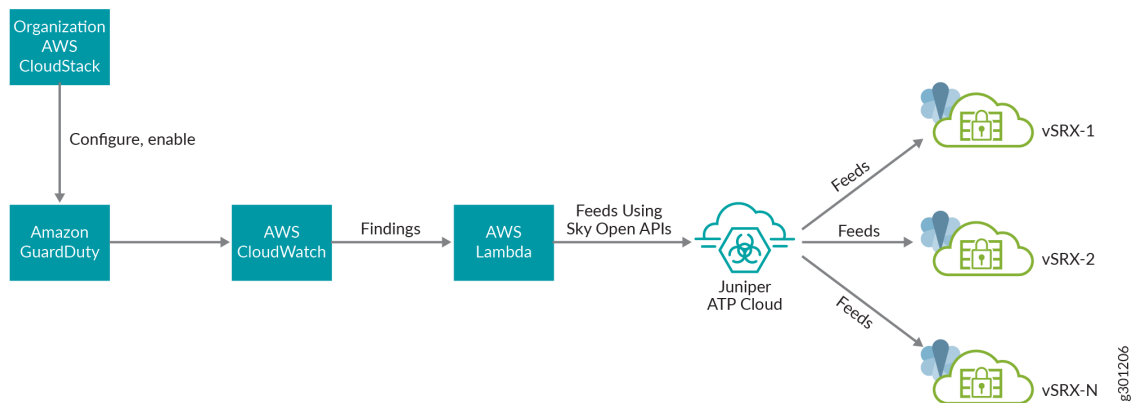 Organization
AWS
CloudStack
Configure, enable
Amazon
GuardDuty
AWS
CloudWatch
Findings
AWS
Lambda
Feeds Using
Sky Open APIs
Juniper
ATP Cloud
Feeds
vSRX-1
Feeds
vSRX-2
Feeds
vSRX-N
g301206